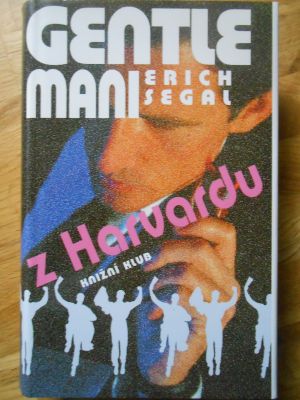 GENTLE
MANI
ERICH
SEGAL
z Harvardu
KNIŽNÍ KLUB